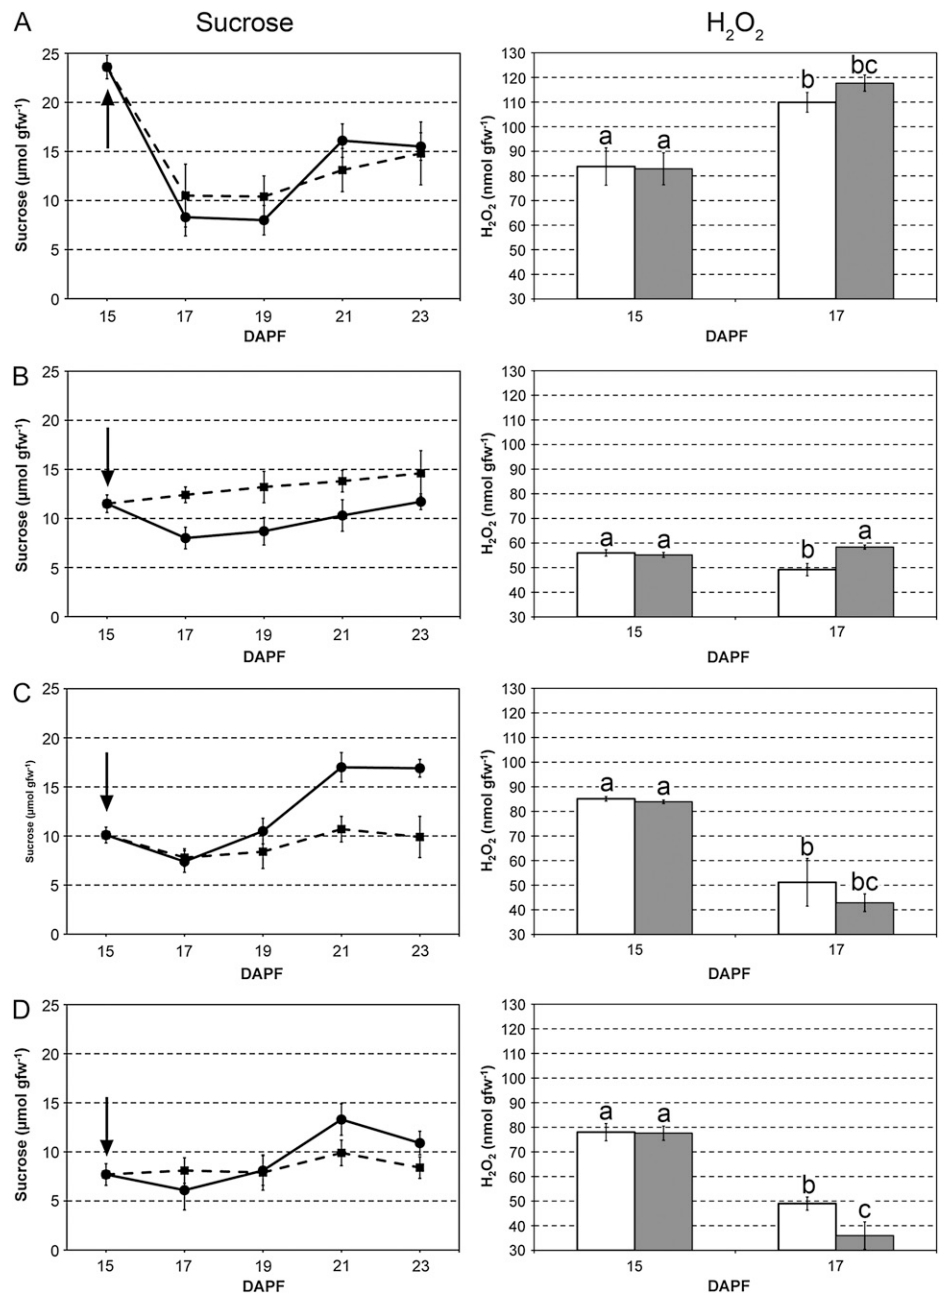 A
Sucrose
H₂O₂
Sucrose (µmol gfw⁻¹)
25
20
15
10
5
0
15 17 19 21 23
DAPF
H₂O₂ (nmol gfw⁻¹)
130
120
110
100
90
80
70
60
50
40
30
a a b bc
15 17
DAPF
B
Sucrose (µmol gfw⁻¹)
25
20
15
10
5
0
15 17 19 21 23
DAPF
H₂O₂ (nmol gfw⁻¹)
130
120
110
100
90
80
70
60
50
40
30
a a b a
15 17
DAPF
C
Sucrose (µmol gfw⁻¹)
25
20
15
10
5
0
15 17 19 21 23
DAPF
H₂O₂ (nmol gfw⁻¹)
130
120
110
100
90
80
70
60
50
40
30
a a b bc
15 17
DAPF
D
Sucrose (µmol gfw⁻¹)
25
20
15
10
5
0
15 17 19 21 23
DAPF
H₂O₂ (nmol gfw⁻¹)
130
120
110
100
90
80
70
60
50
40
30
a a b c
15 17
DAPF